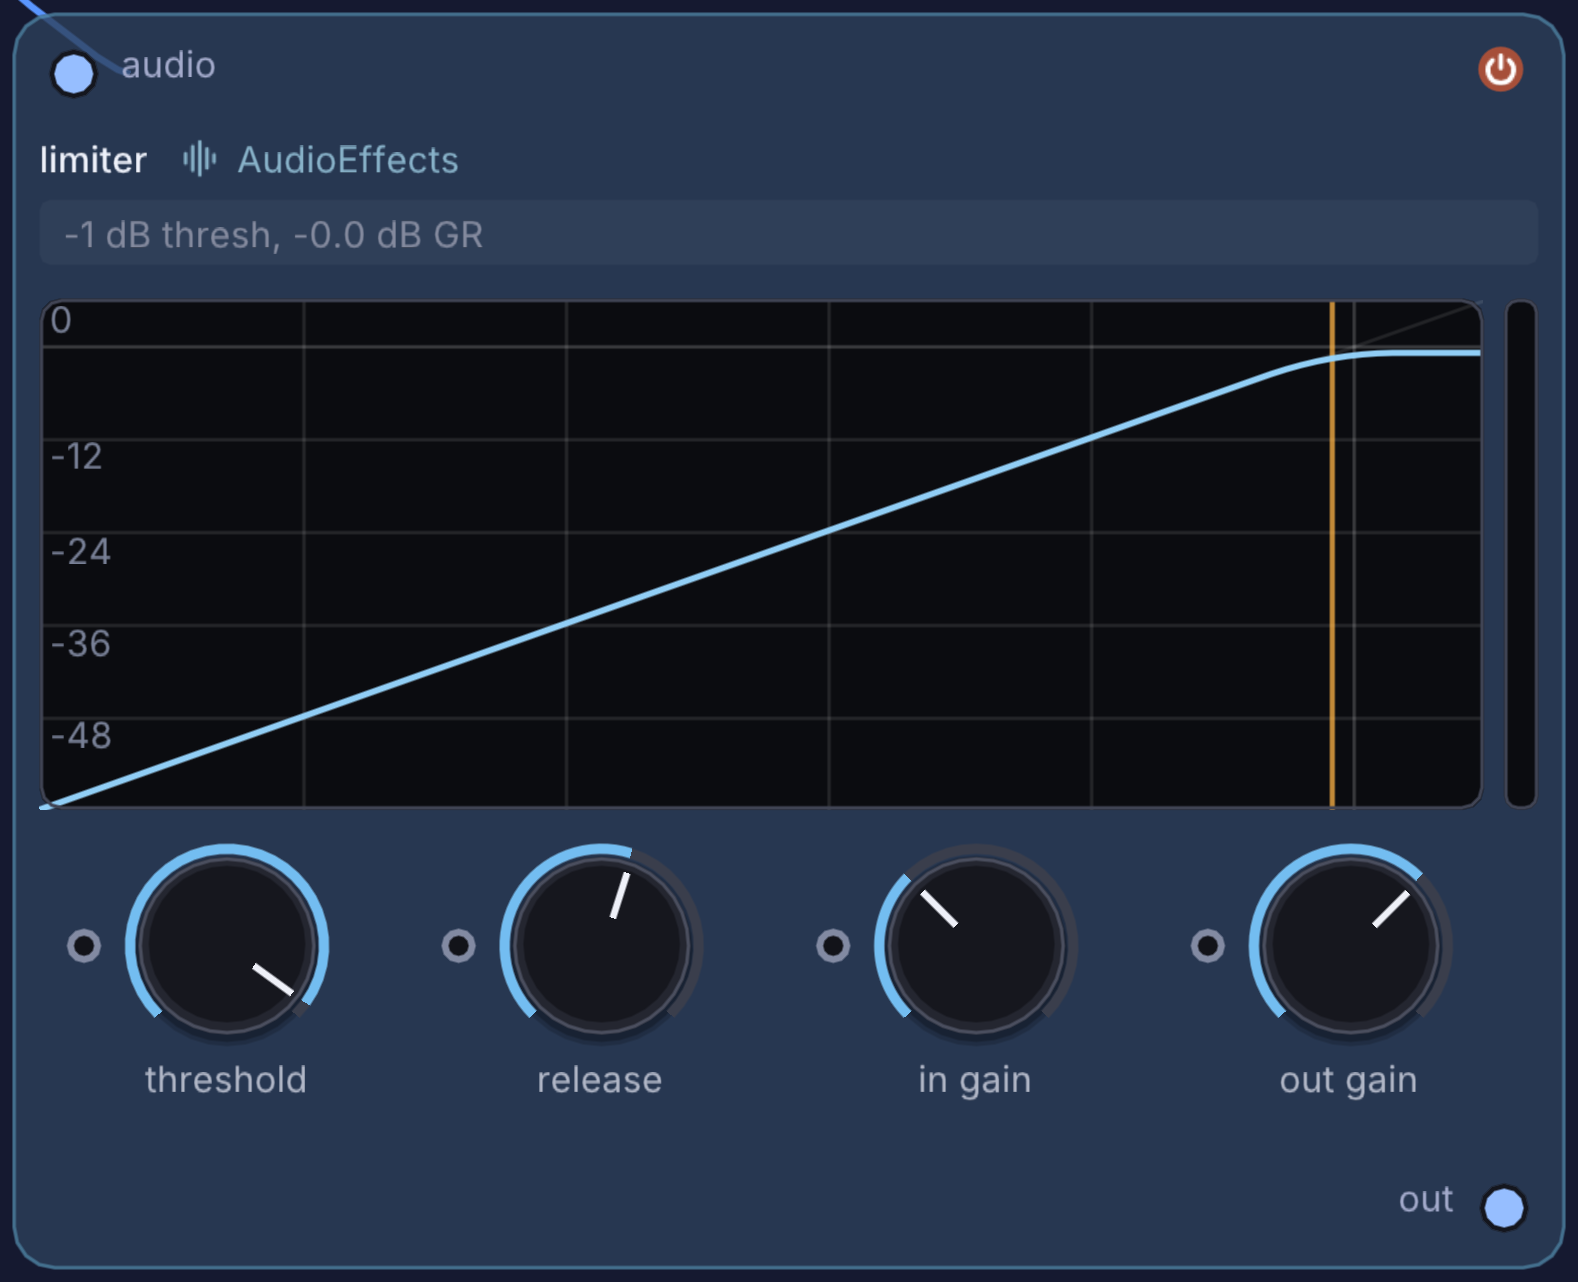 audio
limiter AudioEffects
-1 dB thresh, -0.0 dB GR
0
-12
-24
-36
-48
threshold release in gain out gain
out